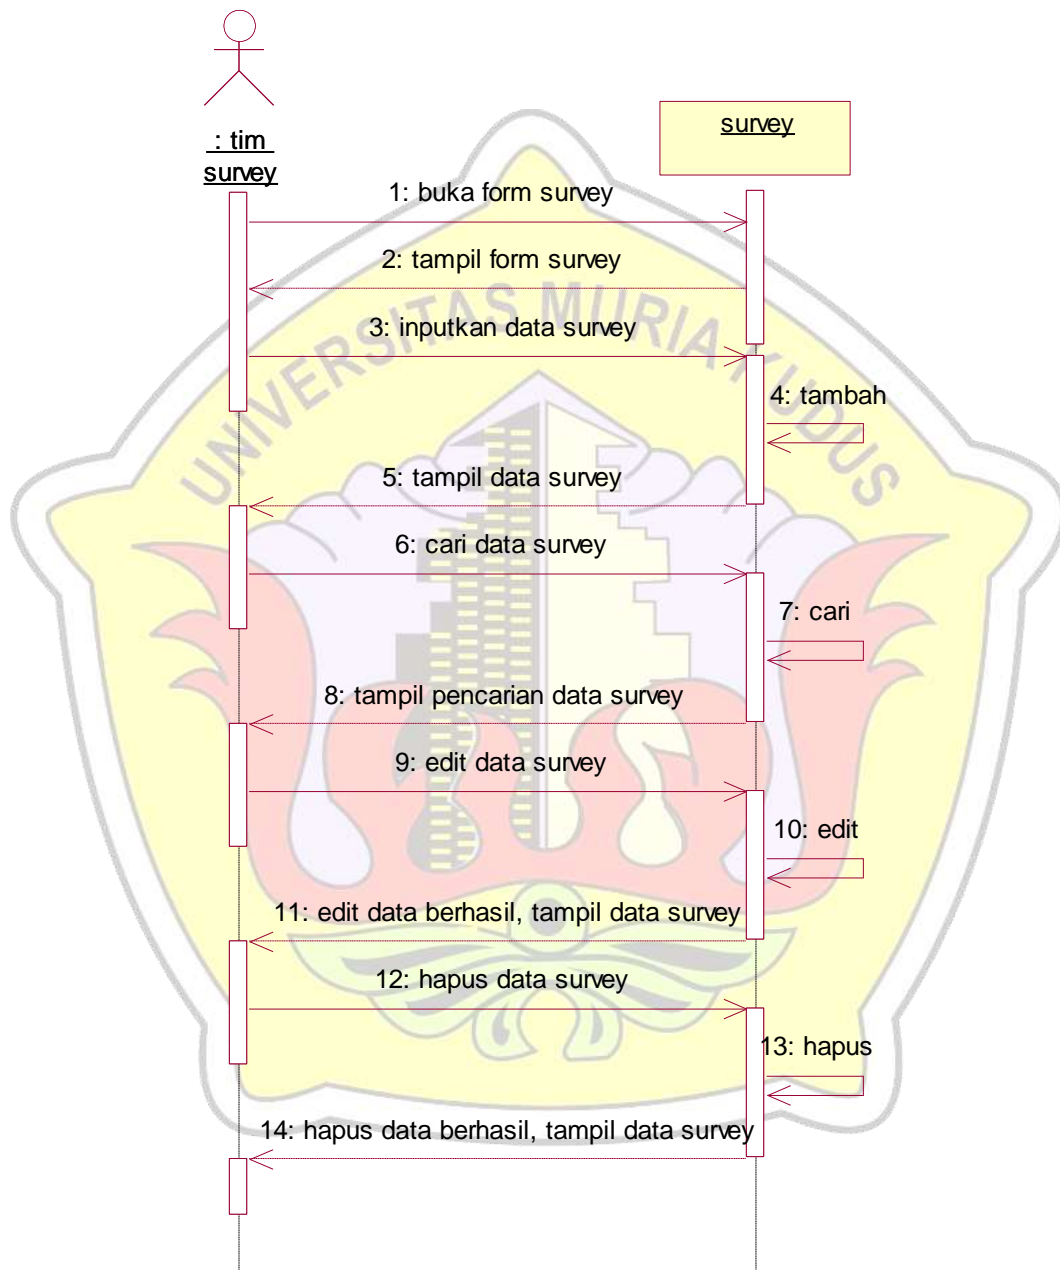 : tim
survey
survey
1: buka form survey
2: tampil form survey
UNIVERSITAS MURIA KUDUS
3: inputkan data survey
4: tambah
5: tampil data survey
6: cari data survey
7: cari
8: tampil pencarian data survey
9: edit data survey
10: edit
11: edit data berhasil, tampil data survey
12: hapus data survey
13: hapus
14: hapus data berhasil, tampil data survey